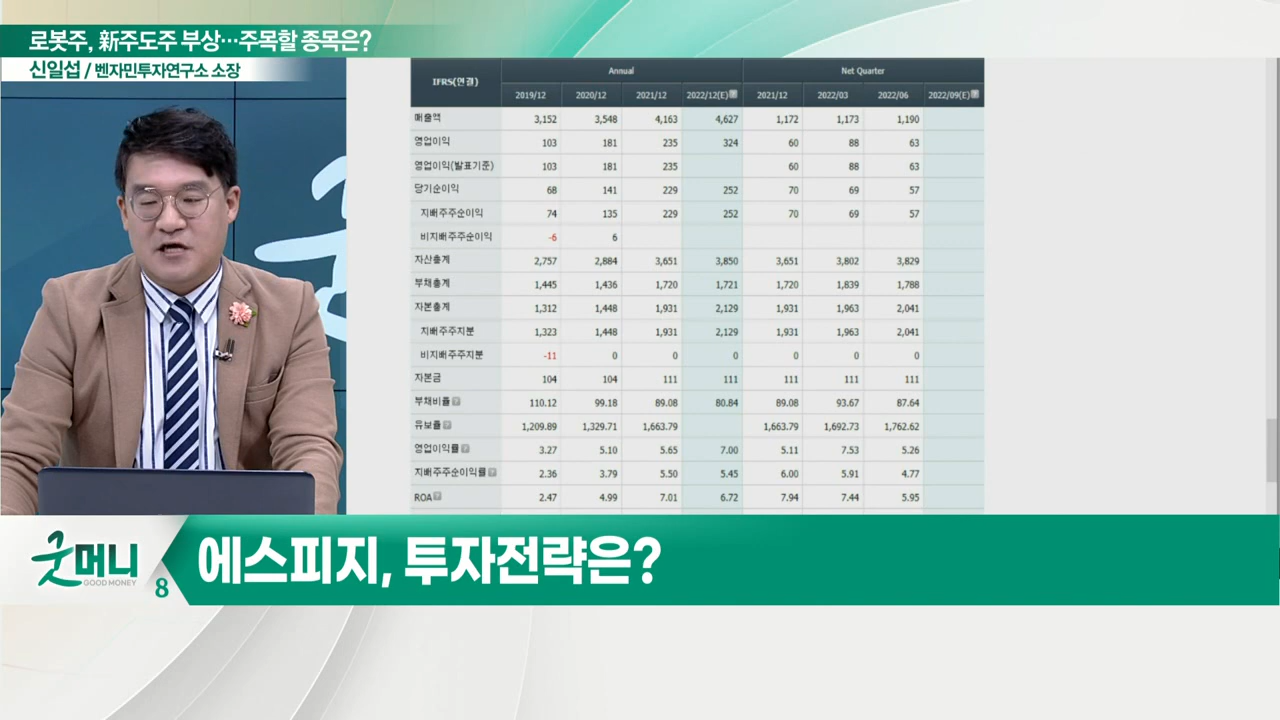 로봇주, 新주도주 부상…주목할 종목은?
신일섭 / 벤자민투자연구소 소장
IFRS(연결) Annual Net Quarter
2019/12 2020/12 2021/12 2022/12(E) 2021/12 2022/03 2022/06 2022/09(E)
매출액 3,152 3,548 4,163 4,627 1,172 1,173 1,190
영업이익 103 181 235 324 60 88 63
영업이익(발표기준) 103 181 235 60 88 63
당기순이익 68 141 229 252 70 69 57
지배주주순이익 74 135 229 252 70 69 57
비지배주주순이익 -6 6
자산총계 2,757 2,884 3,651 3,850 3,651 3,802 3,829
부채총계 1,445 1,436 1,720 1,721 1,720 1,839 1,788
자본총계 1,312 1,448 1,931 2,129 1,931 1,963 2,041
지배주주지분 1,323 1,448 1,931 2,129 1,931 1,963 2,041
비지배주주지분 -11 0 0 0 0 0 0
자본금 104 104 111 111 111 111 111
부채비율 110.12 99.18 89.08 80.84 89.08 93.67 87.64
유보율 1,209.89 1,329.71 1,663.79 1,663.79 1,692.73 1,762.62
영업이익률 3.27 5.10 5.65 7.00 5.11 7.53 5.26
지배주주순이익률 2.36 3.79 5.50 5.45 6.00 5.91 4.77
ROA 2.47 4.99 7.01 6.72 7.94 7.44 5.95
굿머니
GOOD MONEY
8
에스피지, 투자전략은?